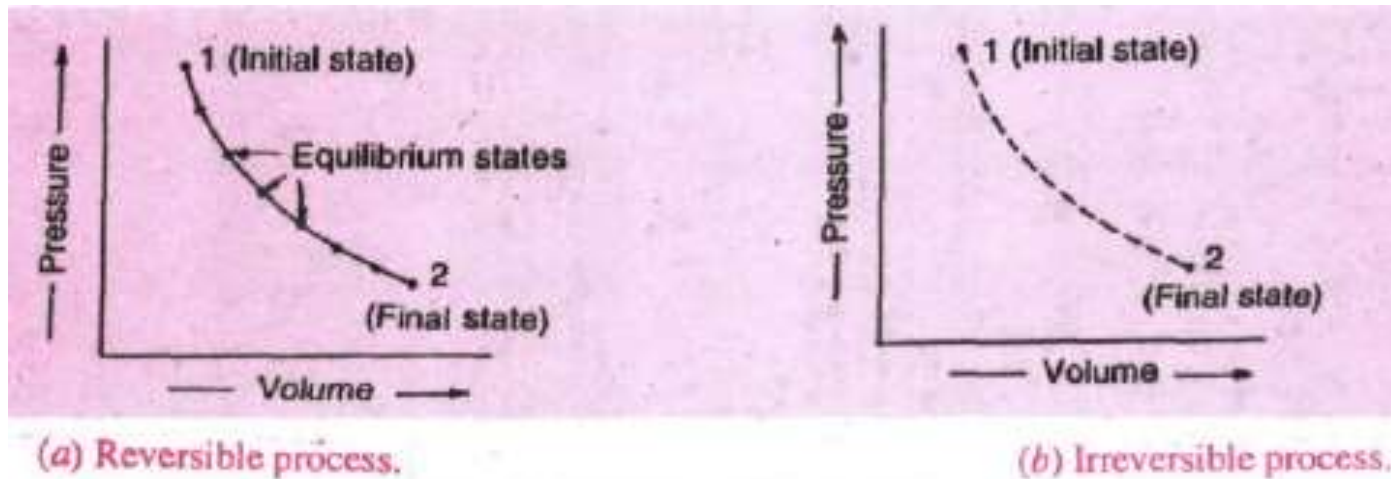 1 (Initial state)
Equilibrium states
2
(Final state)
Pressure
Volume
(a) Reversible process.
1 (Initial state)
2
(Final state)
Pressure
Volume
(b) Irreversible process.